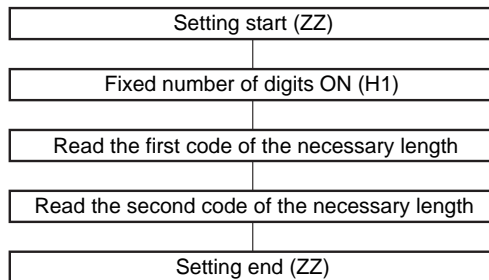 Setting start (ZZ)
Fixed number of digits ON (H1)
Read the first code of the necessary length
Read the second code of the necessary length
Setting end (ZZ)